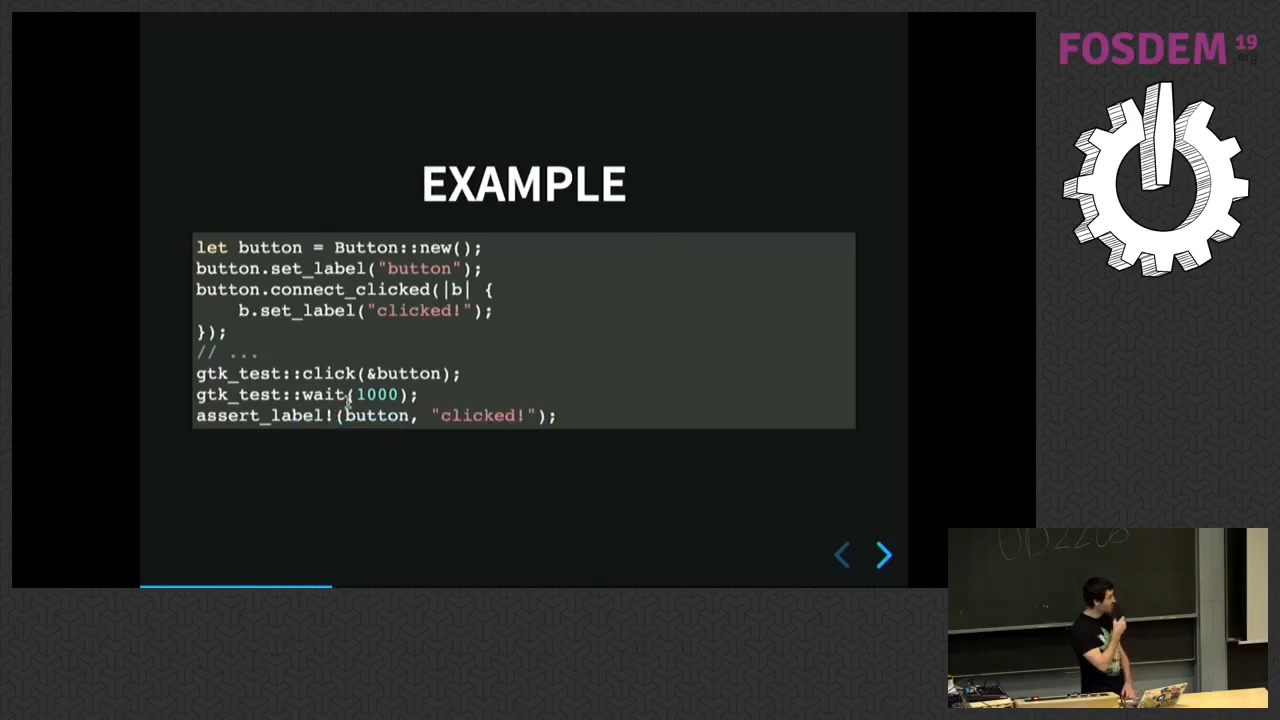 FOSDEM 19
.org
EXAMPLE
let button = Button::new();
button.set_label("button");
button.connect_clicked(|b| {
    b.set_label("clicked!");
});
// ...
gtk_test::click(&button);
gtk_test::wait(1000);
assert_label!(button, "clicked!");